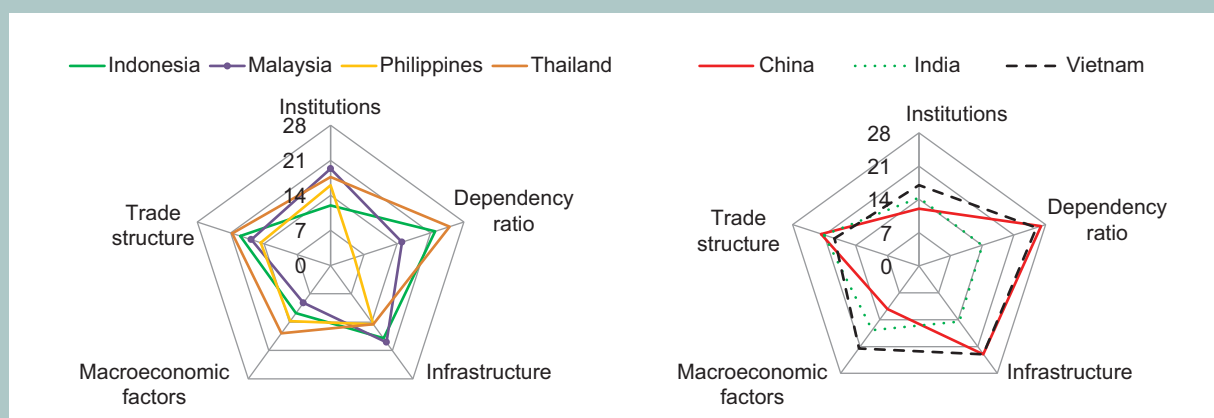 Indonesia Malaysia Philippines Thailand
Institutions
28
21
14
7
0
Dependency
ratio
Infrastructure
Macroeconomic
factors
Trade
structure
China India Vietnam
Institutions
28
21
14
7
0
Dependency
ratio
Infrastructure
Macroeconomic
factors
Trade
structure